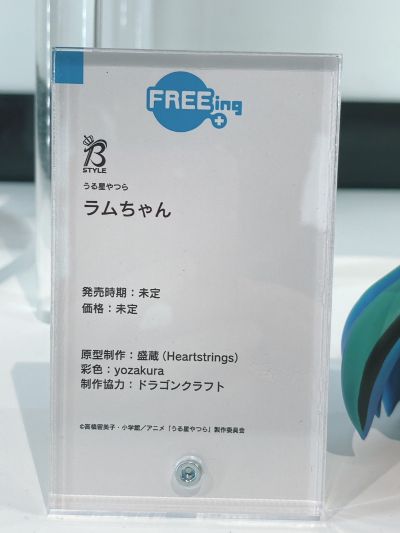 FREEing
B
STYLE
うる星やつら
ラムちゃん
発売時期：未定
価格：未定
原型制作：盛蔵（Heartstrings）
彩色：yozakura
制作協力：ドラゴンクラフト
©高橋留美子・小学館／アニメ「うる星やつら」製作委員会